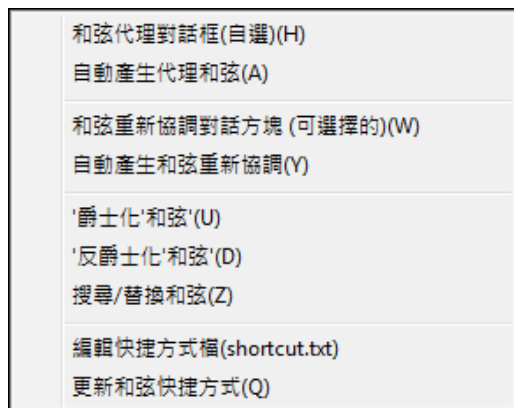 和弦代理對話框(自選)(H)
自動產生代理和弦(A)
和弦重新協調對話方塊 (可選擇的)(W)
自動產生和弦重新協調(Y)
'爵士化'和弦'(U)
'反爵士化'和弦'(D)
搜尋/替換和弦(Z)
編輯快捷方式檔(shortcut.txt)
更新和弦快捷方式(Q)